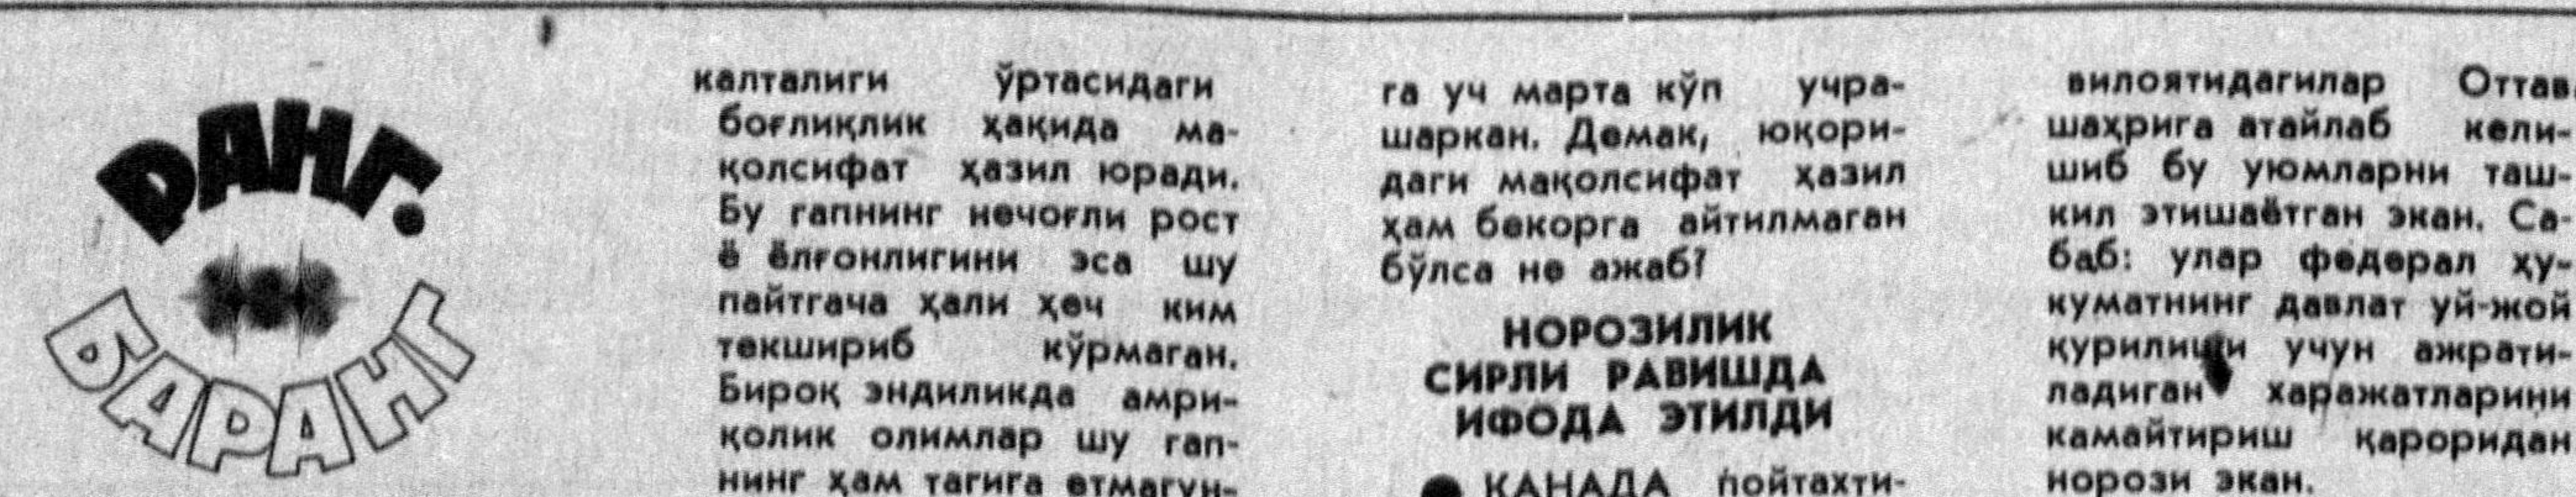 РАНГ.
БАРАНГ
калталиги ўртасидаги
боғлиқлик ҳақида ма-
қолсифат ҳазил юради.
Бу гапнинг нечоғли рост
ё ёлғонлигини эса шу
пайтгача ҳали ҳеч ким
текшириб кўрмаган.
Бироқ эндиликда амри-
қолик олимлар шу гап-
нинг ҳам тагига етмагун-
га уч марта кўп учра-
шаркан. Демак, юқори-
даги мақолсифат ҳазил
ҳам бекорга айтилмаган
бўлса не ажаб?
НОРОЗИЛИК
СИРЛИ РАВИШДА
ИФОДА ЭТИЛДИ
● КАНАДА пойтахти-
вилоятидагилар Оттав
шаҳрига атайлаб кели-
шиб бу уюмларни таш-
кил этишаётган экан. Са-
баб: улар федерал ҳу-
куматнинг давлат уй-жой
қурилиши учун ажрати-
ладиган харажатларини
камайтириш қароридан
норози экан.